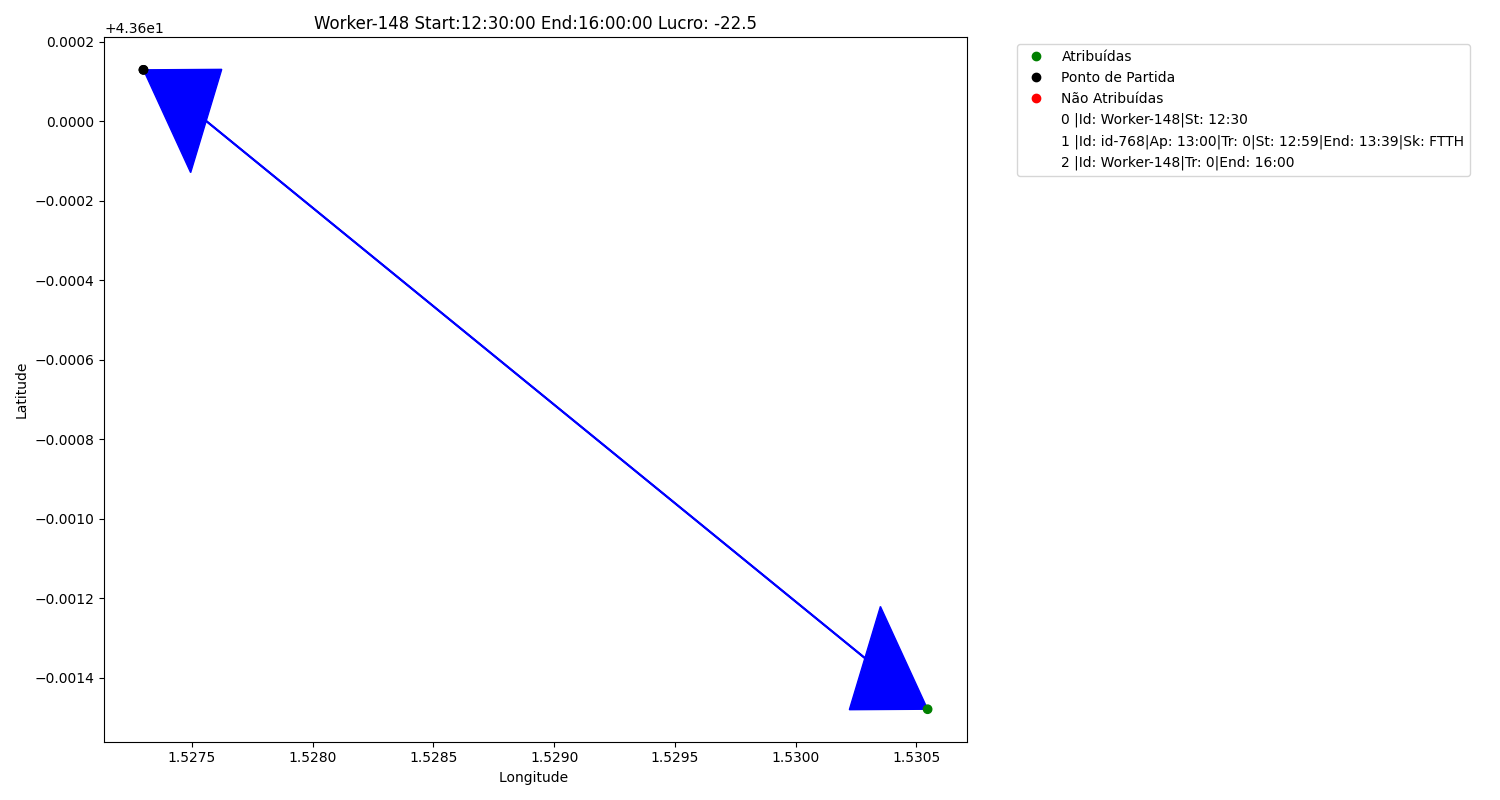 Worker-148 Start:12:30:00 End:16:00:00 Lucro: -22.5
+4.36e1
0.0002
0.0000
−0.0002
−0.0004
−0.0006
−0.0008
−0.0010
−0.0012
−0.0014
Latitude
1.5275
1.5280
1.5285
1.5290
1.5295
1.5300
1.5305
Longitude
Atribuídas
Ponto de Partida
Não Atribuídas
0 |Id: Worker-148|St: 12:30
1 |Id: id-768|Ap: 13:00|Tr: 0|St: 12:59|End: 13:39|Sk: FTTH
2 |Id: Worker-148|Tr: 0|End: 16:00